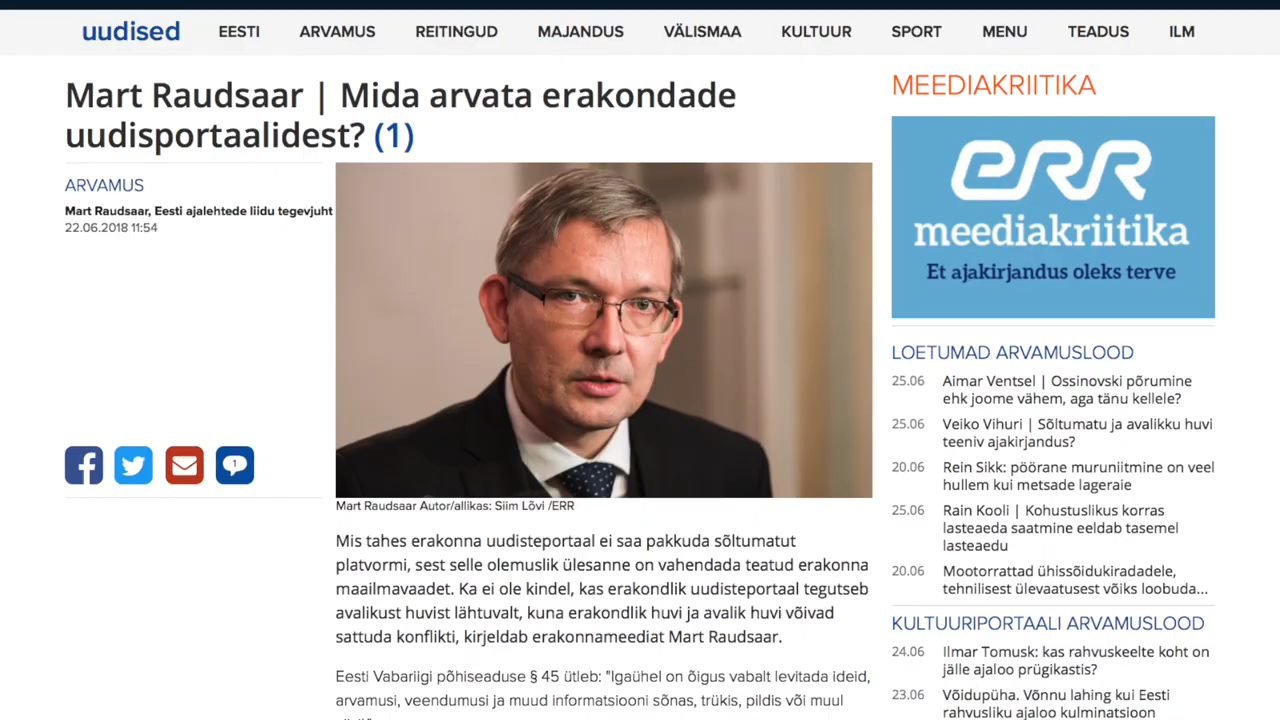 uudised EESTI ARVAMUS REITINGUD MAJANDUS VÄLISMAA KULTUUR SPORT MENU TEADUS ILM
Mart Raudsaar | Mida arvata erakondade
uudisportaalidest? (1)
ARVAMUS
Mart Raudsaar, Eesti ajalehtede liidu tegevjuht
22.06.2018 11:54
1
Mart Raudsaar Autor/allikas: Siim Lõvi /ERR
Mis tahes erakonna uudisteportaal ei saa pakkuda sõltumatut
platvormi, sest selle olemuslik ülesanne on vahendada teatud erakonna
maailmavaadet. Ka ei ole kindel, kas erakondlik uudisteportaal tegutseb
avalikust huvist lähtuvalt, kuna erakondlik huvi ja avalik huvi võivad
sattuda konflikti, kirjeldab erakonnameediat Mart Raudsaar.
Eesti Vabariigi põhiseaduse § 45 ütleb: "Igaühel on õigus vabalt levitada ideid,
arvamusi, veendumusi ja muud informatsiooni sõnas, trükis, pildis või muul
MEEDIAKRIITIKA
err
meediakriitika
Et ajakirjandus oleks terve
LOETUMAD ARVAMUSLOOD
25.06 Aimar Ventsel | Ossinovski põrumine
ehk joome vähem, aga tänu kellele?
25.06 Veiko Vihuri | Sõltumatu ja avalikku huvi
teeniv ajakirjandus?
20.06 Rein Sikk: pöörane muruniitmine on veel
hullem kui metsade lageraie
25.06 Rain Kooli | Kohustuslikus korras
lasteaeda saatmine eeldab tasemel
lasteaedu
20.06 Mootorrattad ühissõidukiradadele,
tehnilisest ülevaatusest võiks loobuda...
KULTUURIPORTAALI ARVAMUSLOOD
24.06 Ilmar Tomusk: kas rahvuskeelte koht on
jälle ajaloo prügikastis?
23.06 Võidupüha. Võnnu lahing kui Eesti
rahvusliku ajaloo kulminatsioon